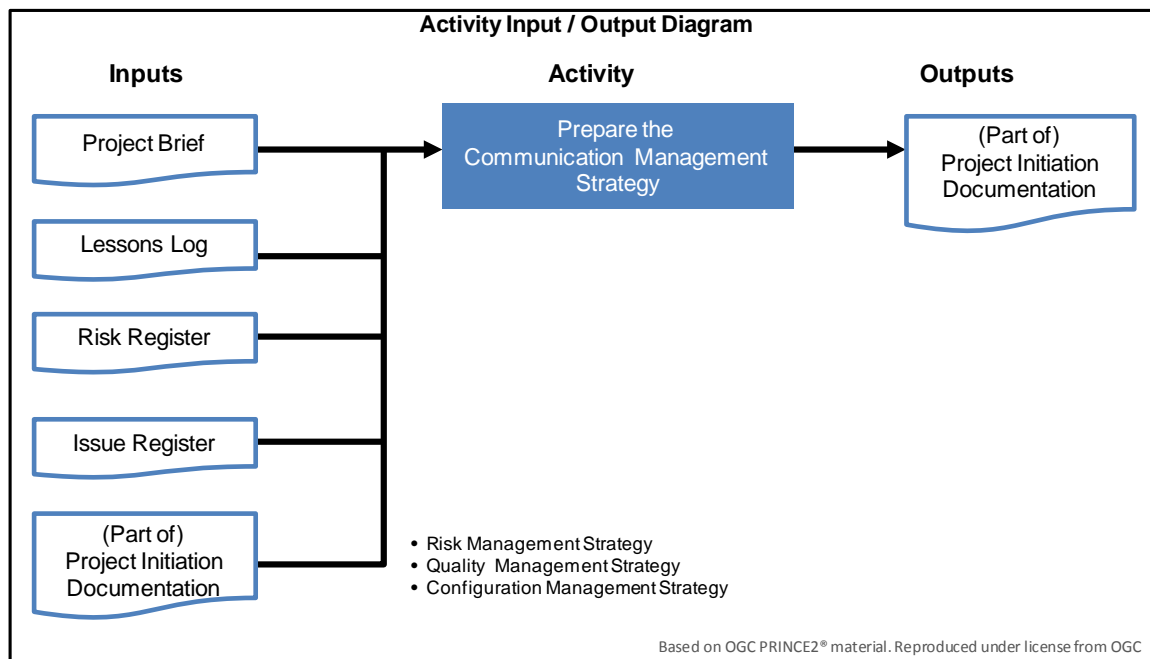 Activity Input / Output Diagram
Inputs
Activity
Outputs
Project Brief
Prepare the
Communication Management
Strategy
(Part of)
Project Initiation
Documentation
Lessons Log
Risk Register
Issue Register
(Part of)
Project Initiation
Documentation
• Risk Management Strategy
• Quality Management Strategy
• Configuration Management Strategy
Based on OGC PRINCE2® material. Reproduced under license from OGC